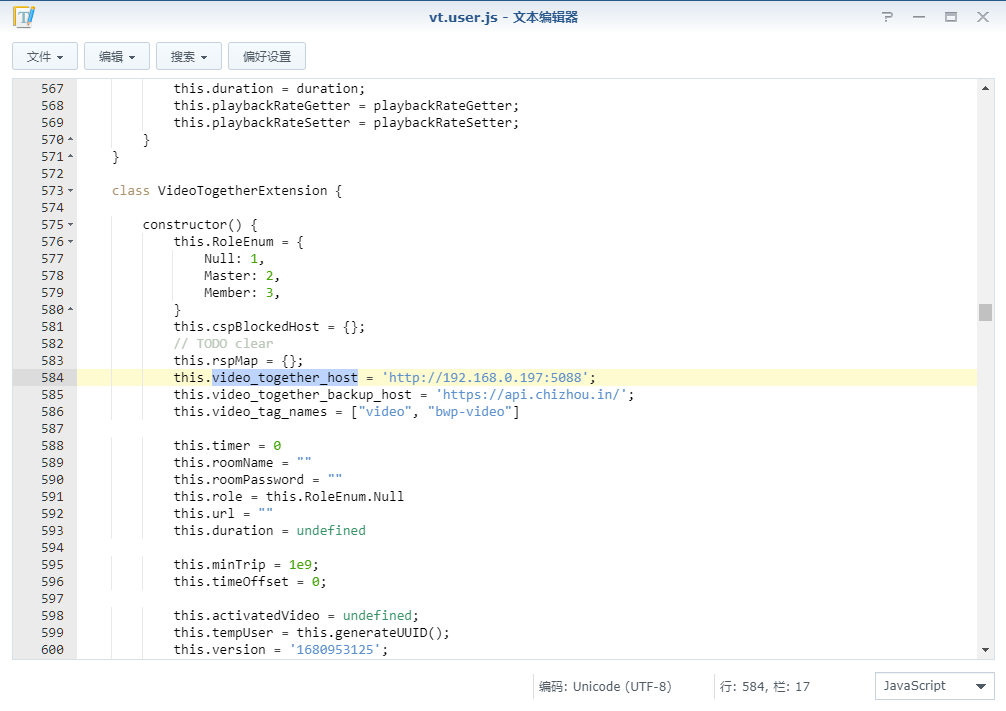 vt.user.js - 文本编辑器
文件 编辑 搜索 偏好设置
567 this.duration = duration;
568 this.playbackRateGetter = playbackRateGetter;
569 this.playbackRateSetter = playbackRateSetter;
570 }
571 }
572
573 class VideoTogetherExtension {
574
575 constructor() {
576 this.RoleEnum = {
577 Null: 1,
578 Master: 2,
579 Member: 3,
580 }
581 this.cspBlockedHost = {};
582 // TODO clear
583 this.rspMap = {};
584 this.video_together_host = 'http://192.168.0.197:5088';
585 this.video_together_backup_host = 'https://api.chizhou.in/';
586 this.video_tag_names = ["video", "bwp-video"]
587
588 this.timer = 0
589 this.roomName = ""
590 this.roomPassword = ""
591 this.role = this.RoleEnum.Null
592 this.url = ""
593 this.duration = undefined
594
595 this.minTrip = 1e9;
596 this.timeOffset = 0;
597
598 this.activatedVideo = undefined;
599 this.tempUser = this.generateUUID();
600 this.version = '1680953125';
编码: Unicode (UTF-8) 行: 584, 栏: 17 JavaScript